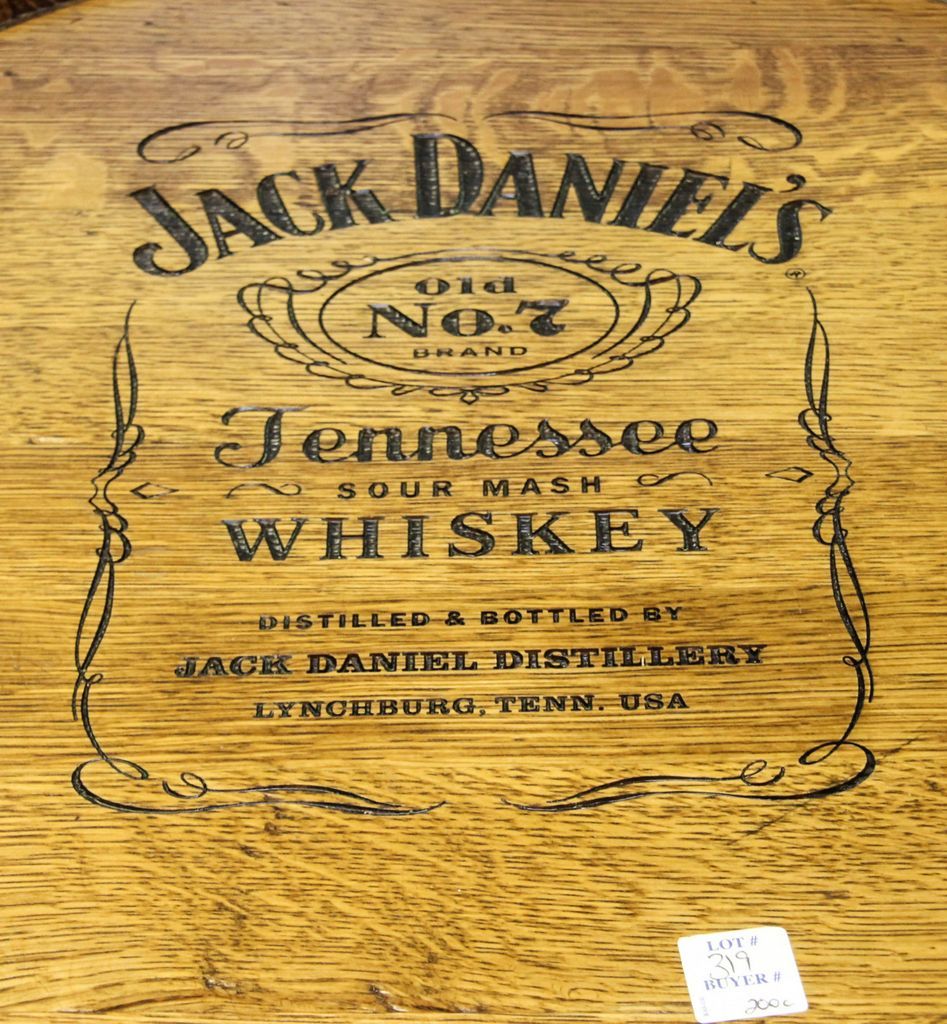 JACK DANIEL'S
Old
No. 7
BRAND
Tennessee
SOUR MASH
WHISKEY
DISTILLED & BOTTLED BY
JACK DANIEL DISTILLERY
LYNCHBURG, TENN. USA
LOT #
319
BUYER #